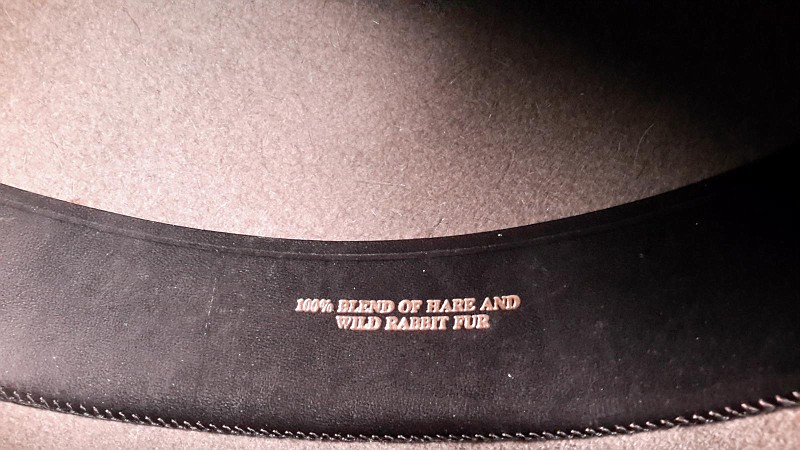 100% BLEND OF HARE AND
WILD RABBIT FUR